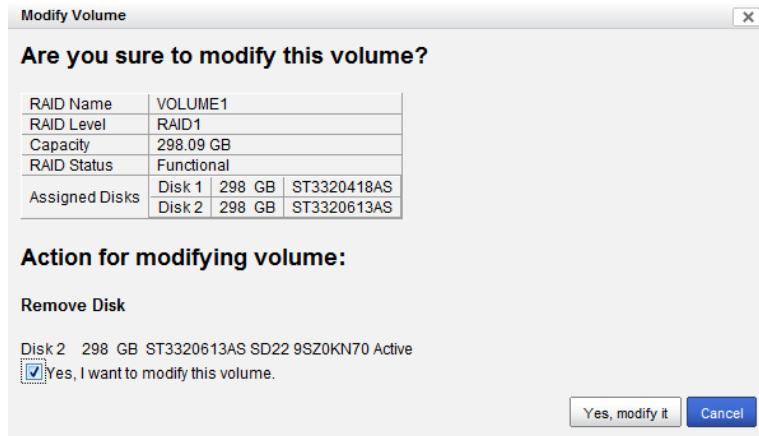 Modify Volume
Are you sure to modify this volume?
RAID Name VOLUME1
RAID Level RAID1
Capacity 298.09 GB
RAID Status Functional
Assigned Disks Disk 1 298 GB ST3320418AS
Disk 2 298 GB ST3320613AS
Action for modifying volume:
Remove Disk
Disk 2 298 GB ST3320613AS SD22 9SZ0KN70 Active
Yes, I want to modify this volume.
Yes, modify it Cancel